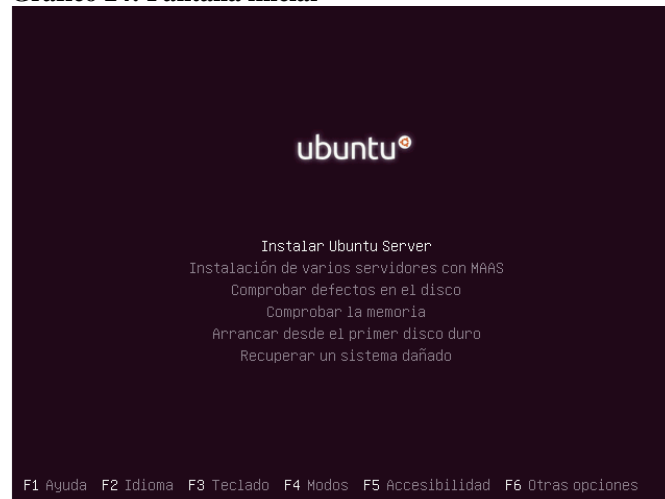 Gráfico 14. Pantalla inicial
ubuntu
Instalar Ubuntu Server
Instalación de varios servidores con MAAS
Comprobar defectos en el disco
Comprobar la memoria
Arrancar desde el primer disco duro
Recuperar un sistema dañado
F1 Ayuda F2 Idioma F3 Teclado F4 Modos F5 Accesibilidad F6 Otras opciones